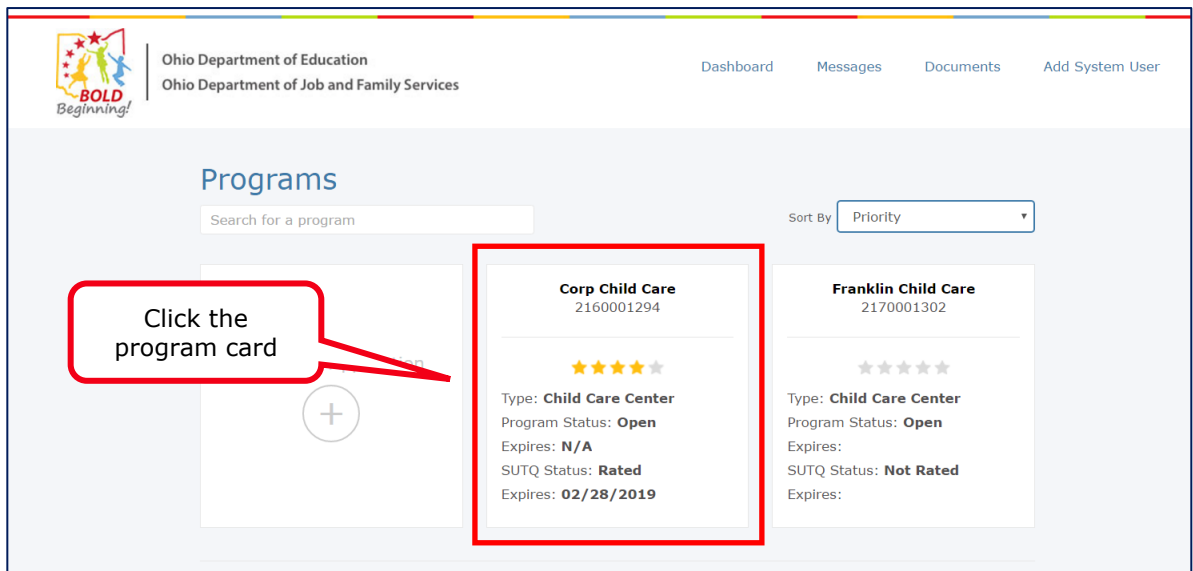 BOLD
Beginning!
Ohio Department of Education
Ohio Department of Job and Family Services
Dashboard
Messages
Documents
Add System User
Programs
Search for a program
Sort By
Priority
Click the
program card
Corp Child Care
2160001294
Type: Child Care Center
Program Status: Open
Expires: N/A
SUTQ Status: Rated
Expires: 02/28/2019
Franklin Child Care
2170001302
Type: Child Care Center
Program Status: Open
Expires:
SUTQ Status: Not Rated
Expires: